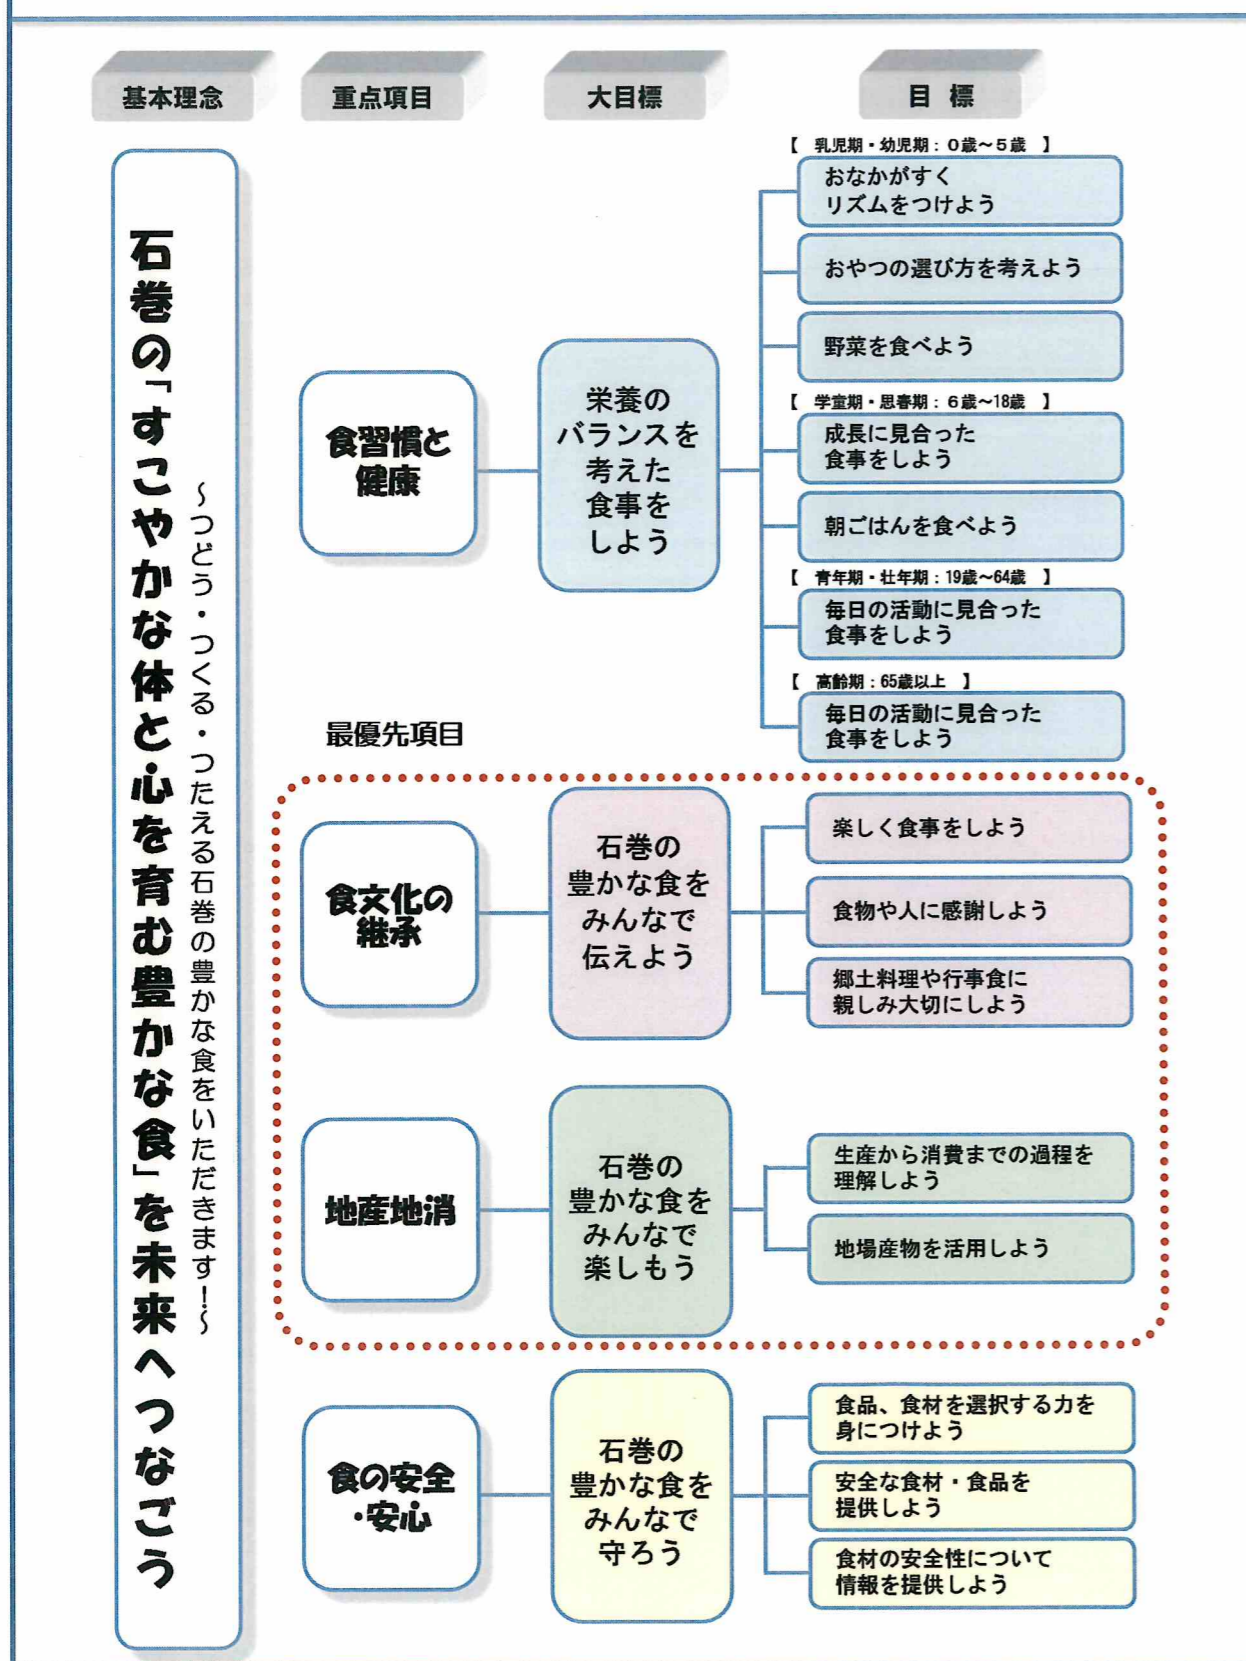 基本理念
重点項目
大目標
目 標
石巻の「すこやかな体と心を育む豊かな食」を未来へつなごう
~つどう・つくる・つたえる石巻の豊かな食をいただきます!~
食習慣と
健康
栄養の
バランスを
考えた
食事を
しよう
【 乳児期・幼児期:0歳~5歳 】
おなかがすく
リズムをつけよう
おやつの選び方を考えよう
野菜を食べよう
【 学童期・思春期:6歳~18歳 】
成長に見合った
食事をしよう
朝ごはんを食べよう
【 青年期・壮年期:19歳~64歳 】
毎日の活動に見合った
食事をしよう
【 高齢期:65歳以上 】
毎日の活動に見合った
食事をしよう
最優先項目
食文化の
継承
石巻の
豊かな食を
みんなで
伝えよう
楽しく食事をしよう
食物や人に感謝しよう
郷土料理や行事食に
親しみ大切にしよう
地産地消
石巻の
豊かな食を
みんなで
楽しもう
生産から消費までの過程を
理解しよう
地場産物を活用しよう
食の安全
・安心
石巻の
豊かな食を
みんなで
守ろう
食品、食材を選択する力を
身につけよう
安全な食材・食品を
提供しよう
食材の安全性について
情報を提供しよう